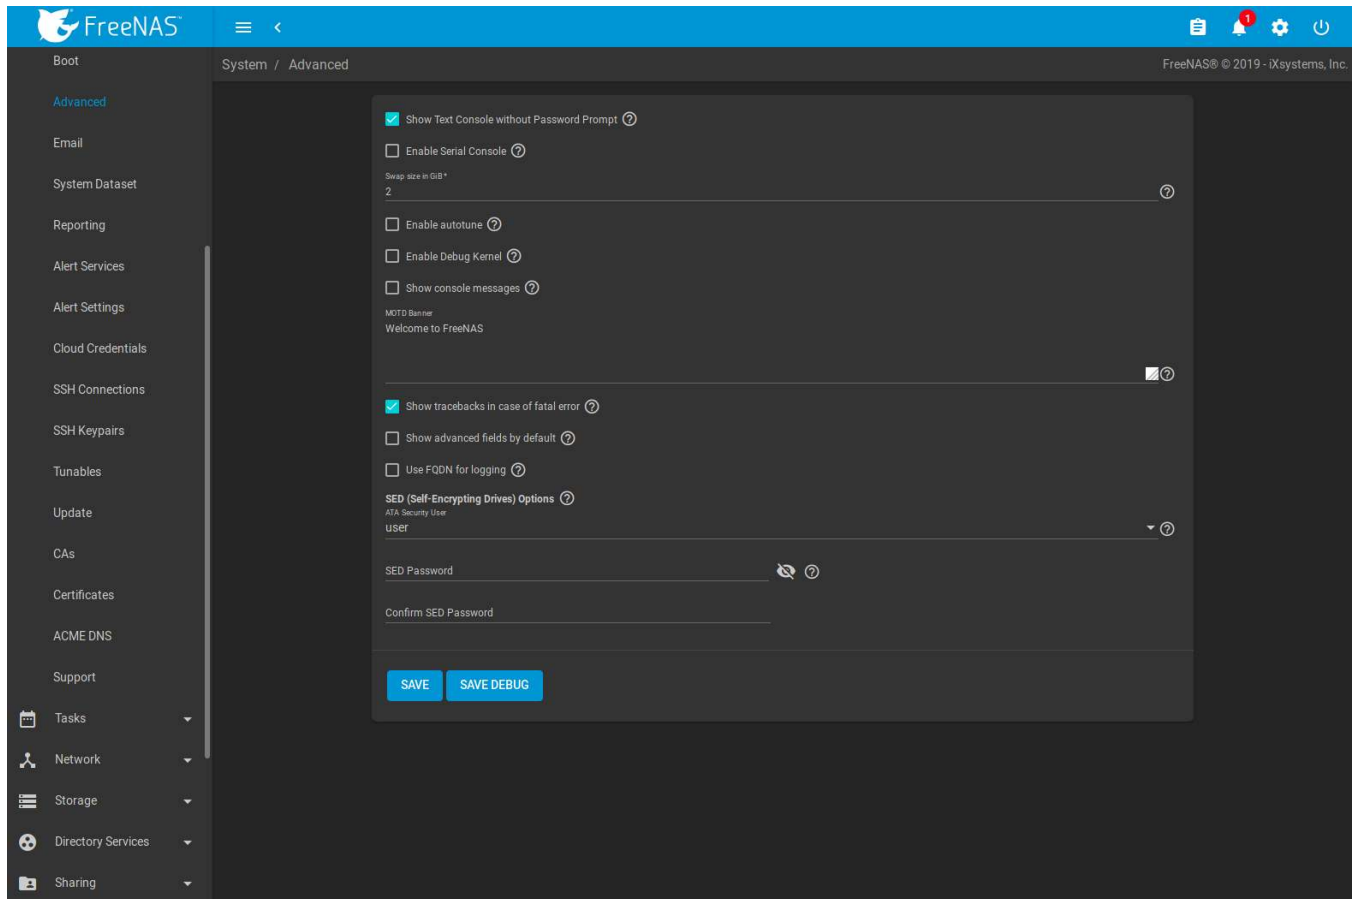 FreeNAS
1
Boot
Advanced
Email
System Dataset
Reporting
Alert Services
Alert Settings
Cloud Credentials
SSH Connections
SSH Keypairs
Tunables
Update
CAs
Certificates
ACME DNS
Support
Tasks
Network
Storage
Directory Services
Sharing
System / Advanced
FreeNAS® © 2019 - iXsystems, Inc.
Show Text Console without Password Prompt
Enable Serial Console
Swap size in GiB*
2
Enable autotune
Enable Debug Kernel
Show console messages
MOTD Banner
Welcome to FreeNAS
Show tracebacks in case of fatal error
Show advanced fields by default
Use FQDN for logging
SED (Self-Encrypting Drives) Options
ATA Security User
user
SED Password
Confirm SED Password
SAVE
SAVE DEBUG